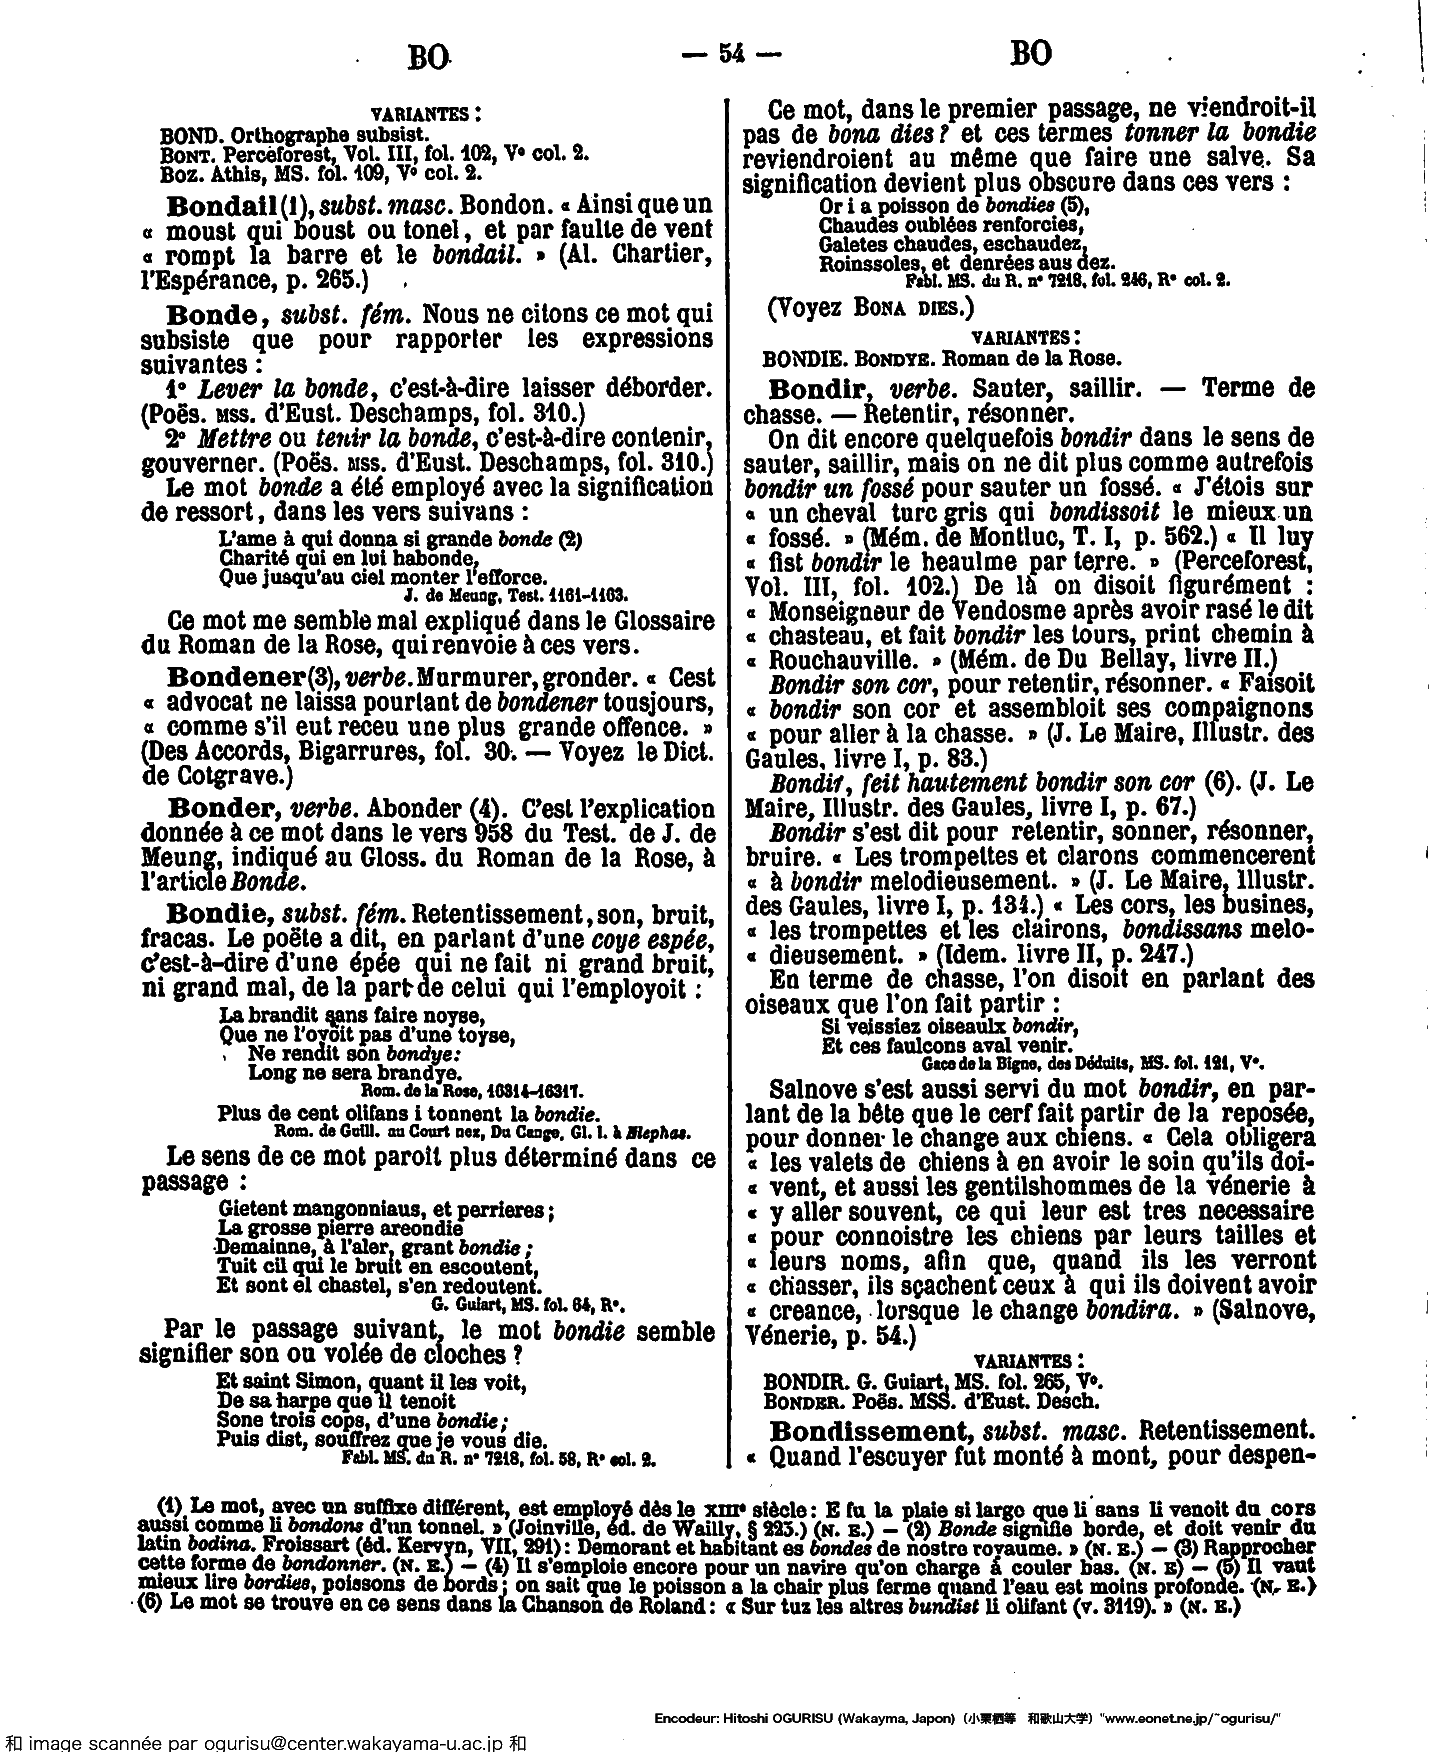 BO
— 54 —
BO
VARIANTES :
BOND. Orthographe subsist.
BONT. Perceforest, Vol. III, fol. 102, V° col. 2.
BOZ. Athis, MS. fol. 109, V° col. 2.
Bondail (1), subst. masc. Bondon. « Ainsi que un
« moust qui boust ou tonel, et par faulte de vent
« rompt la barre et le bondail. » (Al. Chartier,
l'Espérance, p. 265.)
Bonde, subst. fém. Nous ne citons ce mot qui
subsiste que pour rapporter les expressions
suivantes :
1° Lever la bonde, c'est-à-dire laisser déborder.
(Poës. MSS. d'Eust. Deschamps, fol. 310.)
2° Mettre ou tenir la bonde, c'est-à-dire contenir,
gouverner. (Poës. MSS. d'Eust. Deschamps, fol. 310.)
Le mot bonde a été employé avec la signification
de ressort, dans les vers suivans :
L'ame à qui donna si grande bonde (2)
Charité qui en lui habonde,
Que jusqu'au ciel monter l'efforce.
J. de Meung, Test. 1161-1163.
Ce mot me semble mal expliqué dans le Glossaire
du Roman de la Rose, qui renvoie à ces vers.
Bondener (3), verbe. Murmurer, gronder. « Cest
« advocat ne laissa pourtant de bondener tousjours,
« comme s'il eut receu une plus grande offence. »
(Des Accords, Bigarrures, fol. 30. — Voyez le Dict.
de Cotgrave.)
Bonder, verbe. Abonder (4). C'est l'explication
donnée à ce mot dans le vers 958 du Test. de J. de
Meung, indiqué au Gloss. du Roman de la Rose, à
l'article Bonde.
Bondie, subst. fém. Retentissement, son, bruit,
fracas. Le poëte a dit, en parlant d'une coye espée,
c'est-à-dire d'une épée qui ne fait ni grand bruit,
ni grand mal, de la part de celui qui l'employoit :
La brandit sans faire noyse,
Que ne l'oyoit pas d'une toyse,
Ne rendit son bondye :
Long ne sera brandye.
Rom. de la Rose, 16314-16317.
Plus de cent olifans i tonnent la bondie.
Rom. de Guill. au Court nez, Du Cange, Gl. l. à Elephas.
Le sens de ce mot paroit plus déterminé dans ce
passage :
Gietent mangonniaus, et perrieres ;
La grosse pierre areondie
Demainne, à l'aler, grant bondie ;
Tuit cil qui le bruit en escoutent,
Et sont el chastel, s'en redoutent.
G. Guiart, MS. fol. 64, R°.
Par le passage suivant, le mot bondie semble
signifier son ou volée de cloches ?
Et saint Simon, quant il les voit,
De sa harpe que il tenoit
Sone trois cops, d'une bondie ;
Puis dist, souffrez que je vous die.
Fabl. MS. du R. n° 7218, fol. 58, R° col. 2.
Ce mot, dans le premier passage, ne viendroit-il
pas de bona dies ? et ces termes tonner la bondie
reviendroient au même que faire une salve. Sa
signification devient plus obscure dans ces vers :
Or i a poisson de bondies (5),
Chaudes oublées renforcies,
Galetes chaudes, eschaudez,
Roinssoles, et denrées aus dez.
Fabl. MS. du R. n° 7218, fol. 246, R° col. 2.
(Voyez BONA DIES.)
VARIANTES :
BONDIE. BONDYE. Roman de la Rose.
Bondir, verbe. Sauter, saillir. — Terme de
chasse. — Retentir, résonner.
On dit encore quelquefois bondir dans le sens de
sauter, saillir, mais on ne dit plus comme autrefois
bondir un fossé pour sauter un fossé. « J'étois sur
« un cheval turc gris qui bondissoit le mieux un
« fossé. » (Mém. de Montluc, T. I, p. 562.) « Il luy
« fist bondir le heaulme par terre. » (Perceforest,
Vol. III, fol. 102.) De là on disoit figurément :
« Monseigneur de Vendosme après avoir rasé le dit
« chasteau, et fait bondir les tours, print chemin à
« Rouchauville. » (Mém. de Du Bellay, livre II.)
Bondir son cor, pour retentir, résonner. « Faisoit
« bondir son cor et assembloit ses compaignons
« pour aller à la chasse. » (J. Le Maire, Illustr. des
Gaules, livre I, p. 83.)
Bondir, feit hautement bondir son cor (6). (J. Le
Maire, Illustr. des Gaules, livre I, p. 67.)
Bondir s'est dit pour retentir, sonner, résonner,
bruire. « Les trompettes et clarons commencerent
« à bondir melodieusement. » (J. Le Maire, Illustr.
des Gaules, livre I, p. 134.) « Les cors, les busines,
« les trompettes et les clairons, bondissans melo-
« dieusement. » (Idem. livre II, p. 247.)
En terme de chasse, l'on disoit en parlant des
oiseaux que l'on fait partir :
Si veissiez oiseaulx bondir,
Et ces faulcons aval venir.
Gace de la Bigne, des Déduits, MS. fol. 121, V°.
Salnove s'est aussi servi du mot bondir, en par-
lant de la bête que le cerf fait partir de la reposée,
pour donner le change aux chiens. « Cela obligera
« les valets de chiens à en avoir le soin qu'ils doi-
« vent, et aussi les gentilshommes de la vénerie à
« y aller souvent, ce qui leur est tres necessaire
« pour connoistre les chiens par leurs tailles et
« leurs noms, afin que, quand ils les verront
« chasser, ils sçachent ceux à qui ils doivent avoir
« creance, lorsque le change bondira. » (Salnove,
Vénerie, p. 54.)
VARIANTES :
BONDIR. G. Guiart, MS. fol. 265, V°.
BONDER. Poës. MSS. d'Eust. Desch.
Bondissement, subst. masc. Retentissement.
« Quand l'escuyer fut monté à mont, pour despen-
(1) Le mot, avec un suffixe différent, est employé dès le XIIIe siècle : E fu la plaie si large que li sans li venoit du cors
aussi comme li bondons d'un tonnel. » (Joinville, éd. de Wailly, § 223.) (N. E.) — (2) Bonde signifie borde, et doit venir du
latin bodina. Froissart (éd. Kervyn, VII, 291) : Demorant et habitant es bondes de nostre royaume. » (N. E.) — (3) Rapprocher
cette forme de bondonner. (N. E.) — (4) Il s'emploie encore pour un navire qu'on charge à couler bas. (N. E) — (5) Il vaut
mieux lire bordies, poissons de bords ; on sait que le poisson a la chair plus ferme quand l'eau est moins profonde. (N. E.)
(6) Le mot se trouve en ce sens dans la Chanson de Roland : « Sur tuz les altres bundist li olifant (v. 3119). » (N. E.)
Encodeur: Hitoshi OGURISU (Wakayma, Japon) (小栗栖等 和歌山大学) "www.eonet.ne.jp/~ogurisu/"
和 image scannée par ogurisu@center.wakayama-u.ac.jp 和